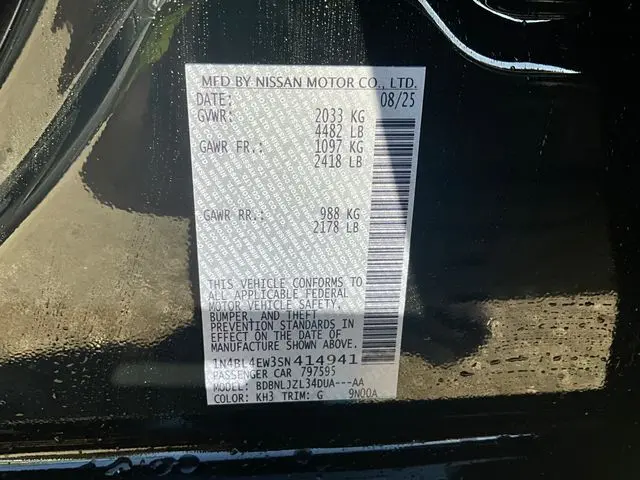 MFD BY NISSAN MOTOR CO., LTD.
DATE: 08/25
GVWR: 2033 KG
4482 LB
GAWR FR.: 1097 KG
2418 LB
GAWR RR.: 988 KG
2178 LB
THIS VEHICLE CONFORMS TO
ALL APPLICABLE FEDERAL
MOTOR VEHICLE SAFETY,
BUMPER, AND THEFT
PREVENTION STANDARDS IN
EFFECT ON THE DATE OF
MANUFACTURE SHOWN ABOVE.
1N4BL4EW3SN414941
PASSENGER CAR 797595
MODEL: BDBNLJZL34DUA---AA
COLOR: KH3 TRIM: G 9N00A